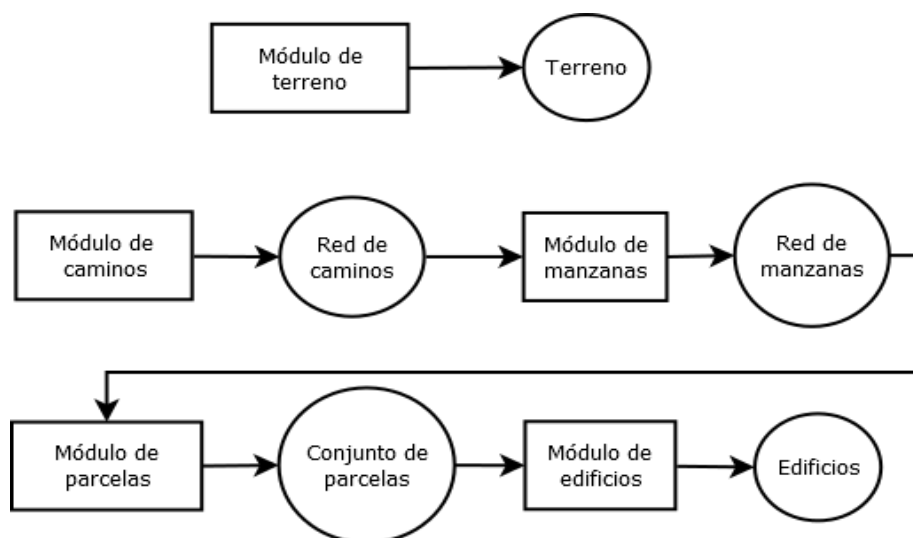 Módulo de
terreno
Terreno
Módulo de
caminos
Red de
caminos
Módulo de
manzanas
Red de
manzanas
Módulo de
parcelas
Conjunto de
parcelas
Módulo de
edificios
Edificios